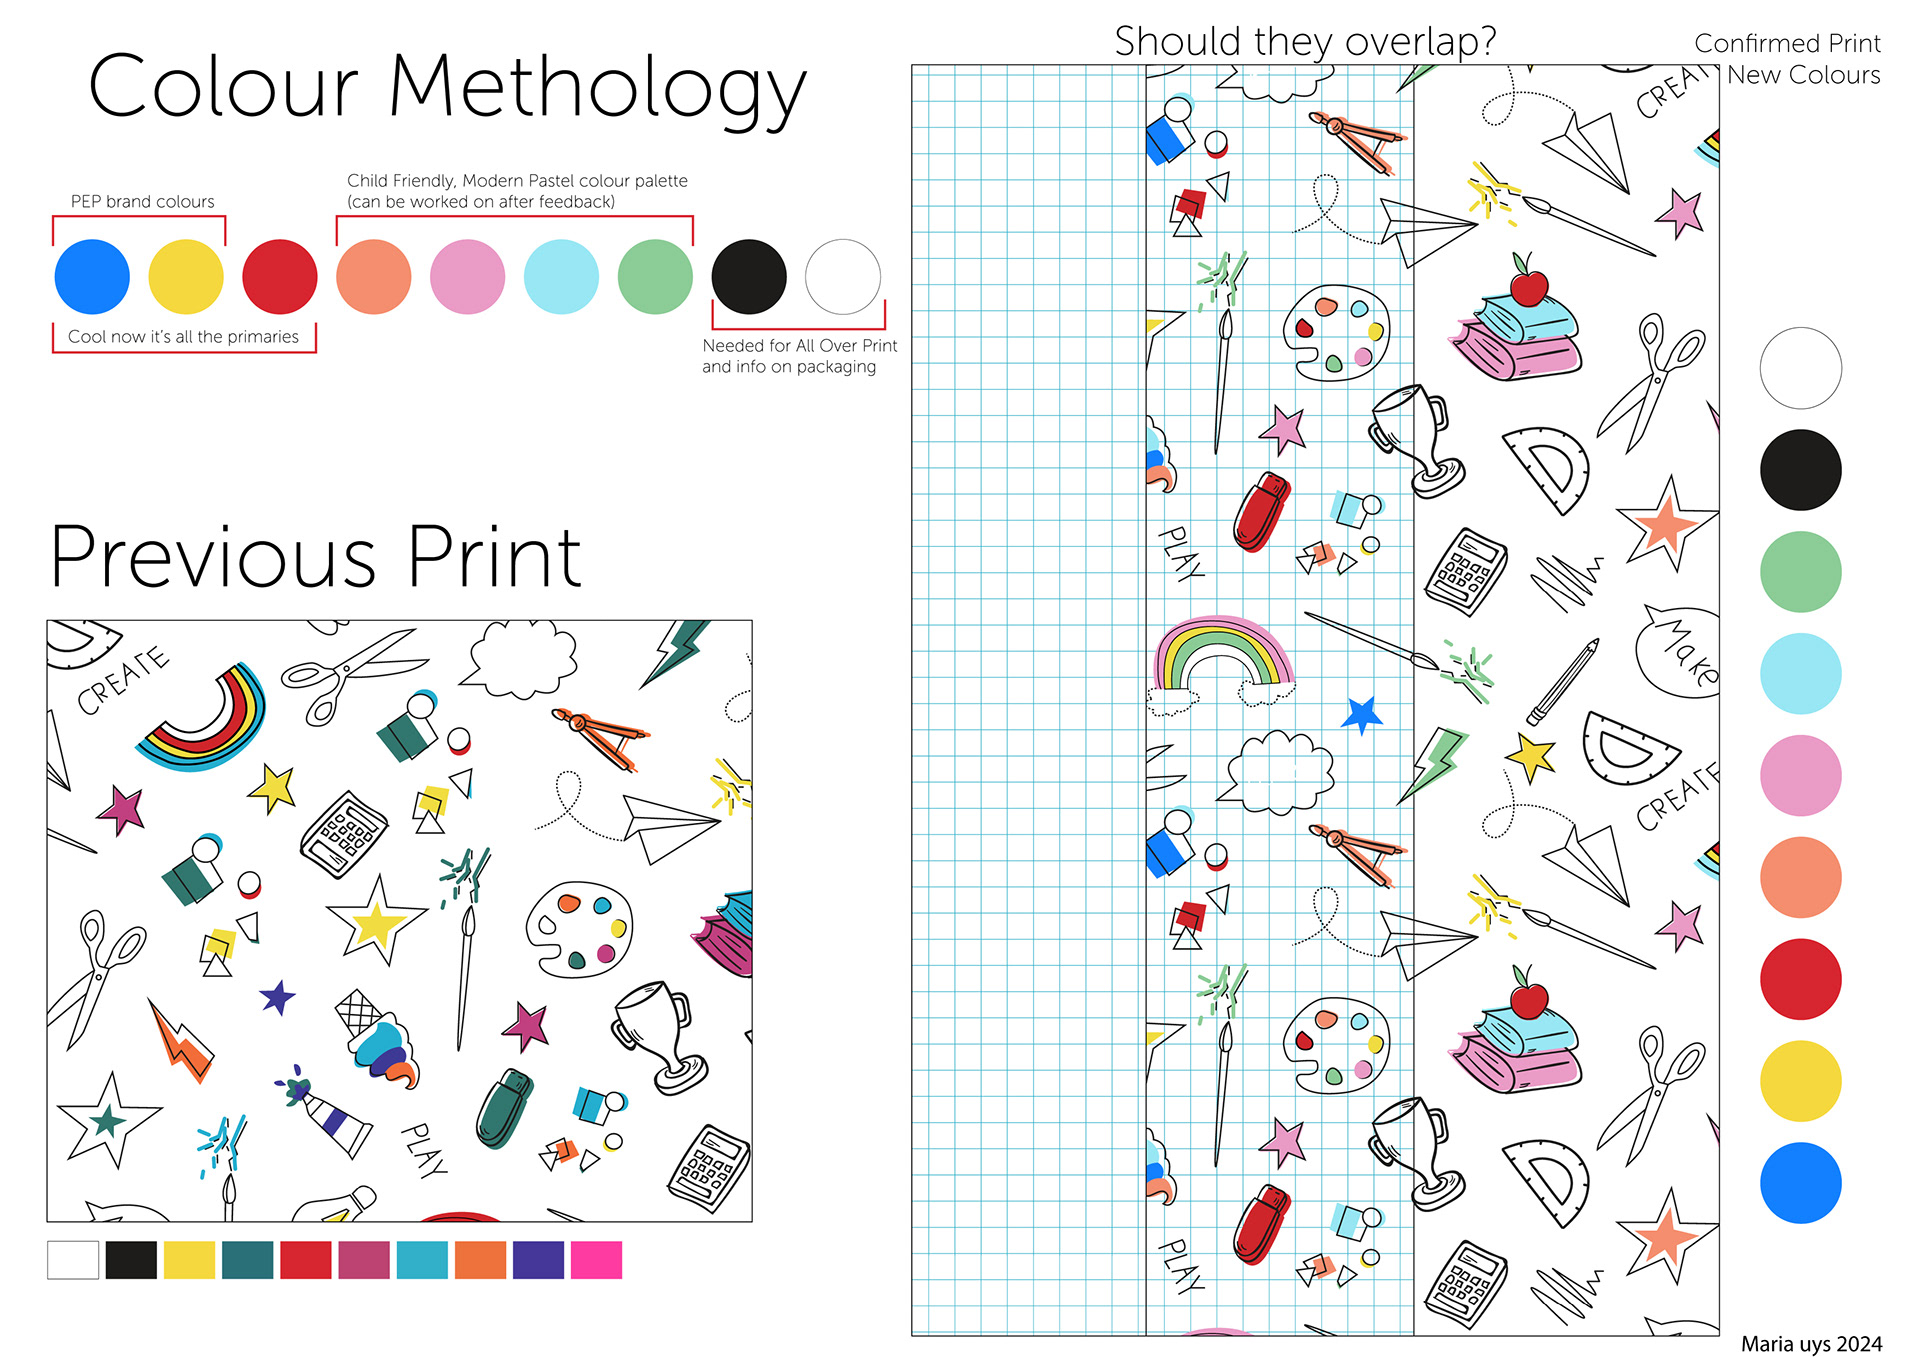 Colour Methology
PEP brand colours
Child Friendly, Modern Pastel colour palette
(can be worked on after feedback)
Cool now it's all the primaries
Needed for All Over Print
and info on packaging
Previous Print
CREATE
PLAY
Should they overlap?
Confirmed Print
New Colours
CREAT
PLAY
Make
CREATE
PLAY
Maria uys 2024